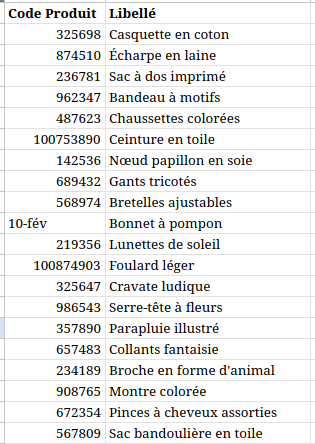 Code Produit Libellé
325698 Casquette en coton
874510 Écharpe en laine
236781 Sac à dos imprimé
962347 Bandeau à motifs
487623 Chaussettes colorées
100753890 Ceinture en toile
142536 Nœud papillon en soie
689432 Gants tricotés
568974 Bretelles ajustables
10-fév Bonnet à pompon
219356 Lunettes de soleil
100874903 Foulard léger
325647 Cravate ludique
986543 Serre-tête à fleurs
357890 Parapluie illustré
657483 Collants fantaisie
234189 Broche en forme d'animal
908765 Montre colorée
672354 Pinces à cheveux assorties
567809 Sac bandoulière en toile